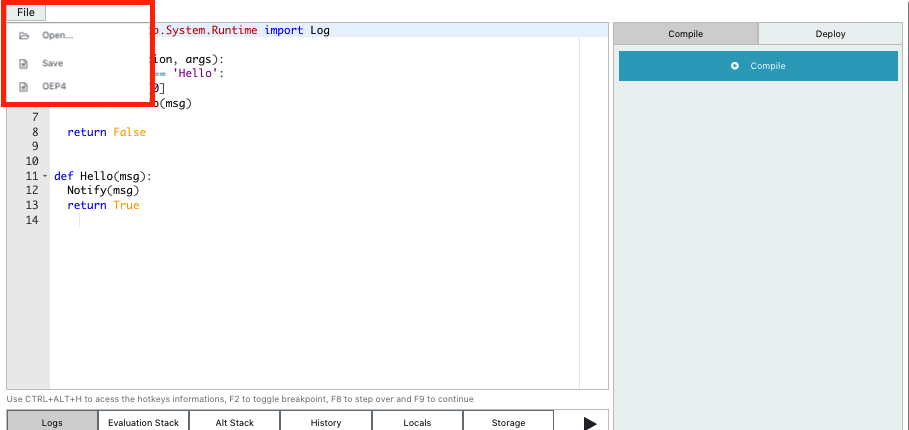 File
Open...
Save
OEP4
.System.Runtime import Log
ion, args):
== 'Hello':
0]
o(msg)
7
8 return False
9
10
11 def Hello(msg):
12 Notify(msg)
13 return True
14
Compile Deploy
Compile
Use CTRL+ALT+H to acess the hotkeys informations, F2 to toggle breakpoint, F8 to step over and F9 to continue
Logs Evaluation Stack Alt Stack History Locals Storage